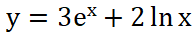 y = 3eˣ + 2 ln x